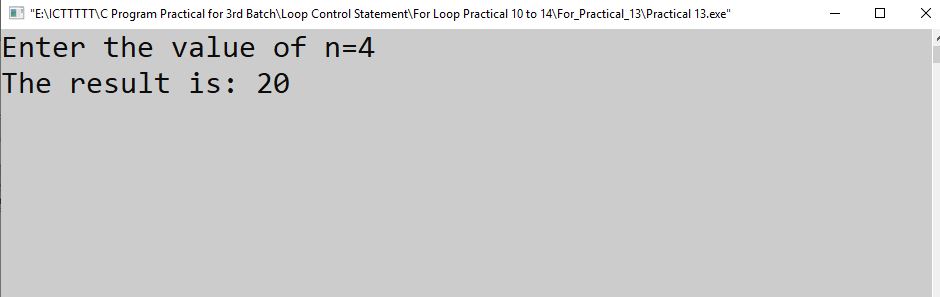 "E:\ICTTTTT\C Program Practical for 3rd Batch\Loop Control Statement\For Loop Practical 10 to 14\For_Practical_13\Practical 13.exe"
Enter the value of n=4
The result is: 20